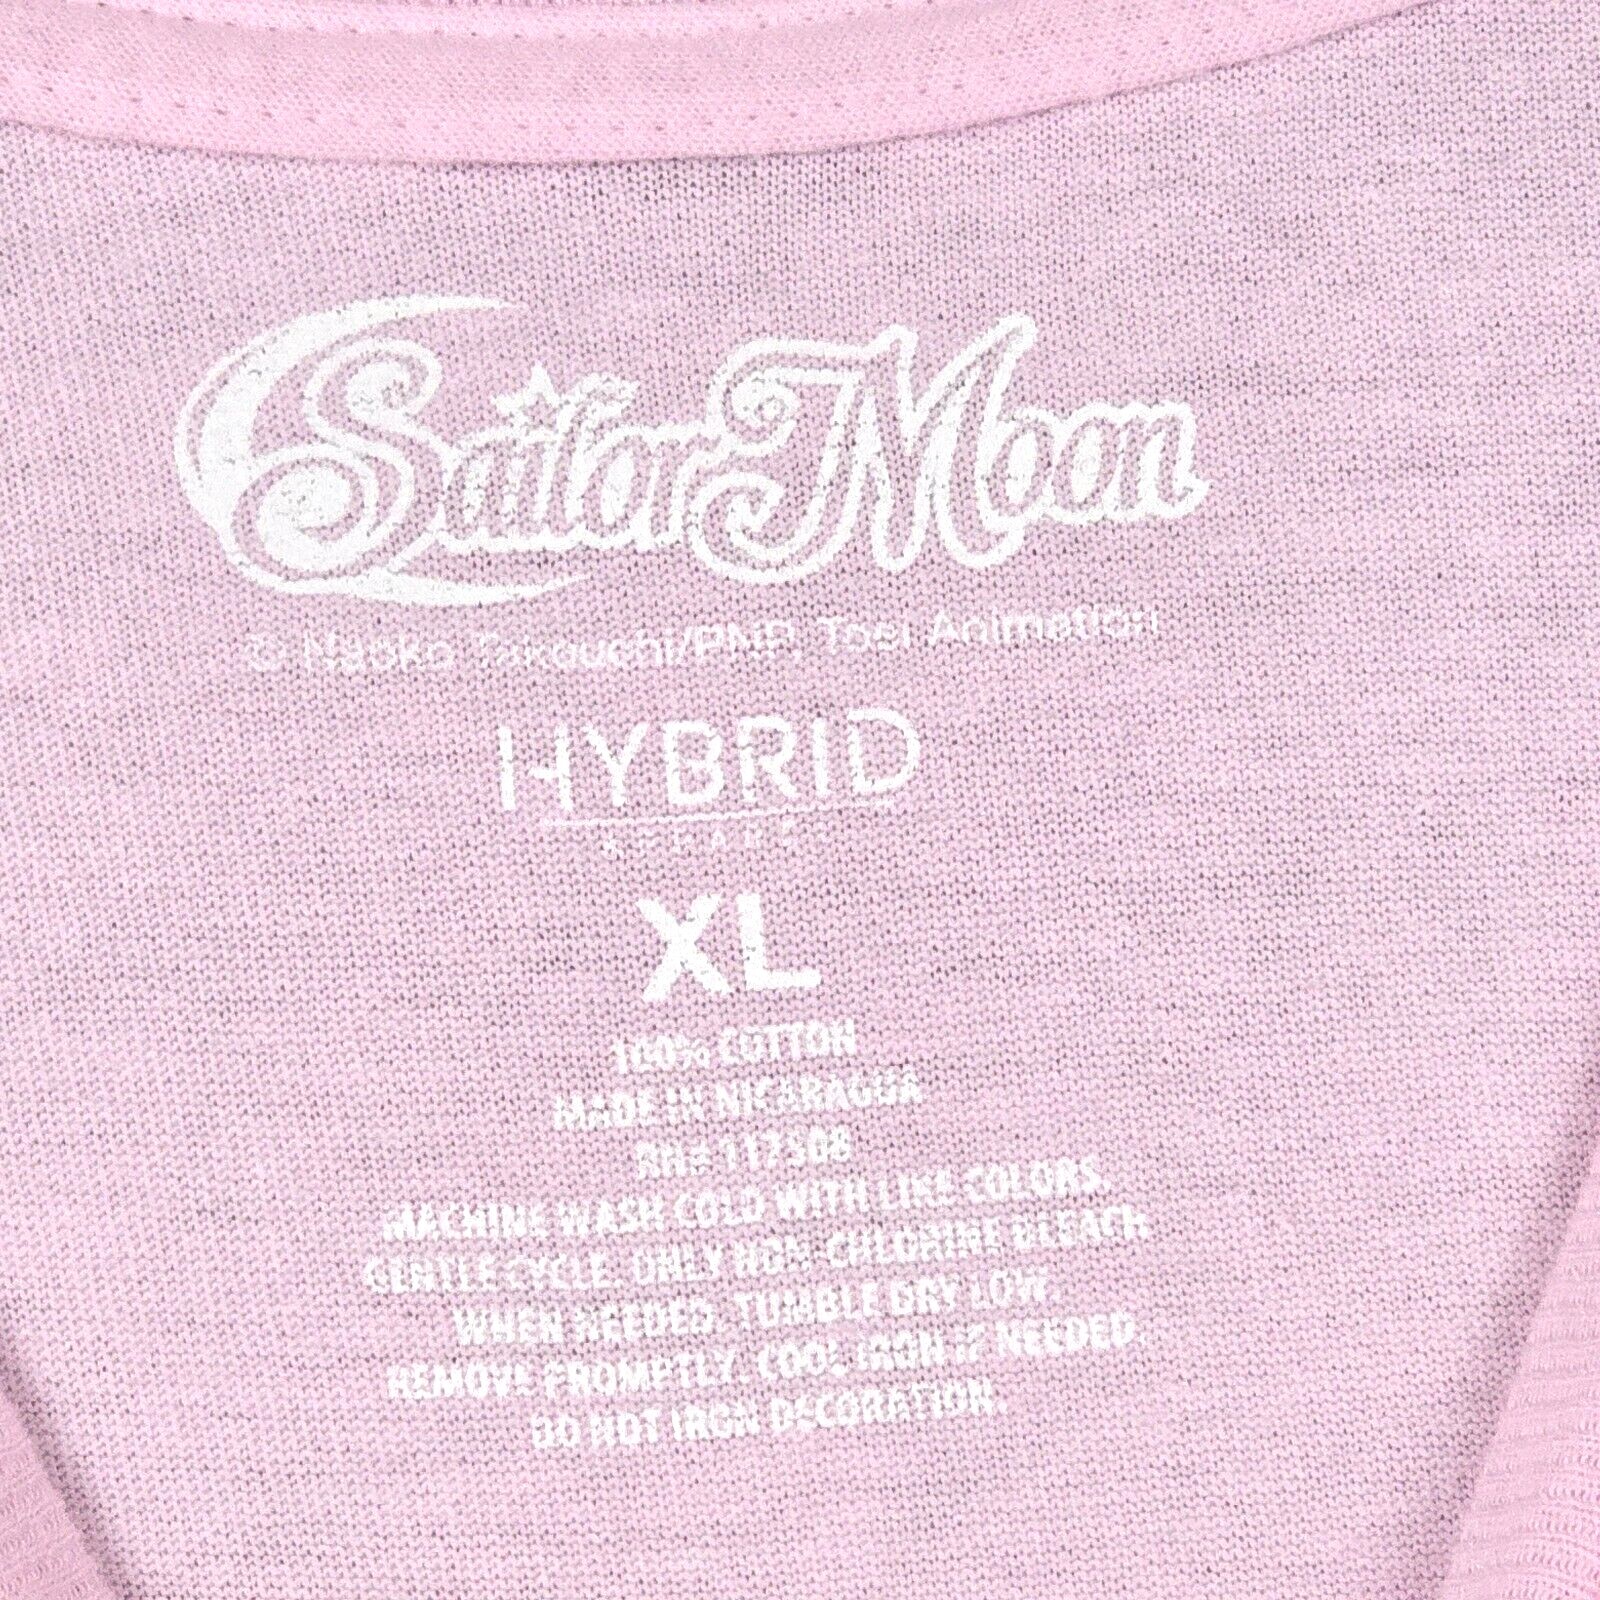 Sailor Moon
© Naoko Takeuchi/PNP, Toei Animation
HYBRID
APPAREL
XL
100% COTTON
MADE IN NICARAGUA
RN# 117508
MACHINE WASH COLD WITH LIKE COLORS.
GENTLE CYCLE. ONLY NON-CHLORINE BLEACH
WHEN NEEDED. TUMBLE DRY LOW.
REMOVE PROMPTLY. COOL IRON IF NEEDED.
DO NOT IRON DECORATION.